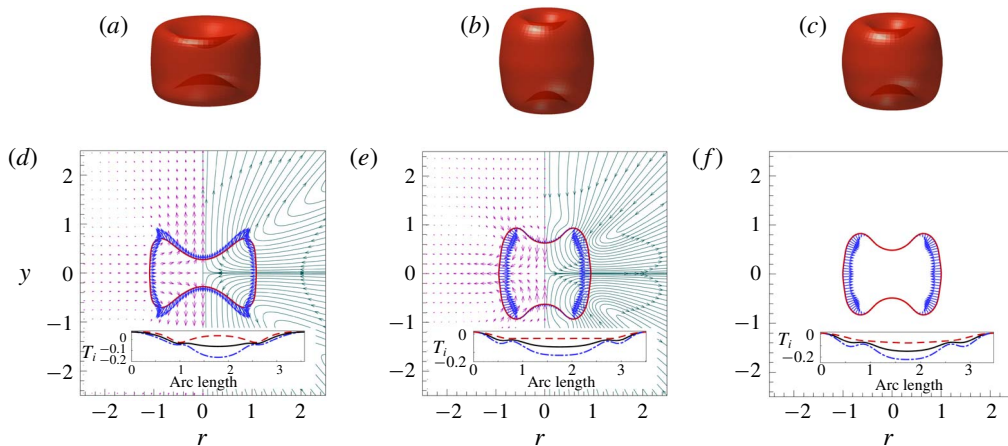 (a) (b) (c)
(d) (e) (f)
2 2 2
1 1 1
y 0 0 0
−1 −1 −1
−2 −2 −2
0 0 0
T_i −0.1 T_i T_i
−0.2 −0.2 −0.2
0 1 2 3 0 1 2 3 0 1 2 3
Arc length Arc length Arc length
−2 −1 0 1 2 −2 −1 0 1 2 −2 −1 0 1 2
r r r